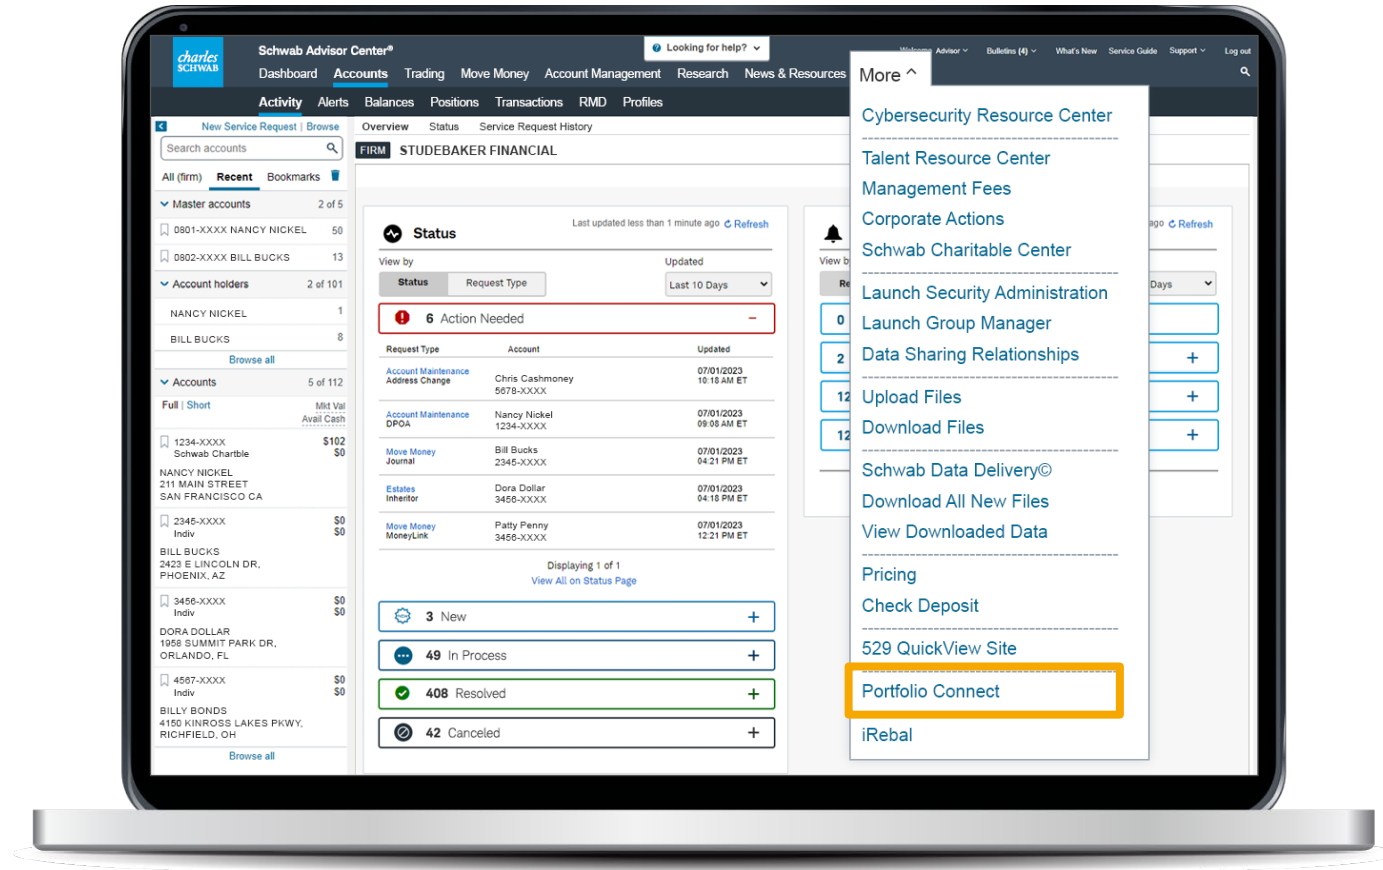 charles
SCHWAB
Schwab Advisor Center®
Looking for help?
Welcome Advisor
Bulletins (4)
What's New
Service Guide
Support
Log out
Dashboard
Accounts
Trading
Move Money
Account Management
Research
News & Resources
More
Activity
Alerts
Balances
Positions
Transactions
RMD
Profiles
New Service Request | Browse
Search accounts
All (firm)
Recent
Bookmarks
Master accounts 2 of 5
0801-XXXX NANCY NICKEL 50
0802-XXXX BILL BUCKS 13
Account holders 2 of 101
NANCY NICKEL 1
BILL BUCKS 8
Browse all
Accounts 5 of 112
Full | Short
Mkt Val
Avail Cash
1234-XXXX $102
Schwab Chartble $0
NANCY NICKEL
211 MAIN STREET
SAN FRANCISCO CA
2345-XXXX $0
Indiv $0
BILL BUCKS
2423 E LINCOLN DR,
PHOENIX, AZ
3456-XXXX $0
Indiv $0
DORA DOLLAR
1958 SUMMIT PARK DR,
ORLANDO, FL
4567-XXXX $0
Indiv $0
BILLY BONDS
4150 KINROSS LAKES PKWY,
RICHFIELD, OH
Browse all
Overview
Status
Service Request History
FIRM STUDEBAKER FINANCIAL
Status
Last updated less than 1 minute ago Refresh
View by
Updated
Status
Request Type
Last 10 Days
6 Action Needed
Request Type Account Updated
Account Maintenance
Address Change
Chris Cashmoney
5678-XXXX
07/01/2023
10:18 AM ET
Account Maintenance
DPOA
Nancy Nickel
1234-XXXX
07/01/2023
09:08 AM ET
Move Money
Journal
Bill Bucks
2345-XXXX
07/01/2023
04:21 PM ET
Estates
Inheritor
Dora Dollar
3456-XXXX
07/01/2023
04:18 PM ET
Move Money
MoneyLink
Patty Penny
3456-XXXX
07/01/2023
12:21 PM ET
Displaying 1 of 1
View All on Status Page
3 New
49 In Process
408 Resolved
42 Canceled
ago Refresh
View b
Re
Days
0
2
12
12
Cybersecurity Resource Center
Talent Resource Center
Management Fees
Corporate Actions
Schwab Charitable Center
Launch Security Administration
Launch Group Manager
Data Sharing Relationships
Upload Files
Download Files
Schwab Data Delivery©
Download All New Files
View Downloaded Data
Pricing
Check Deposit
529 QuickView Site
Portfolio Connect
iRebal